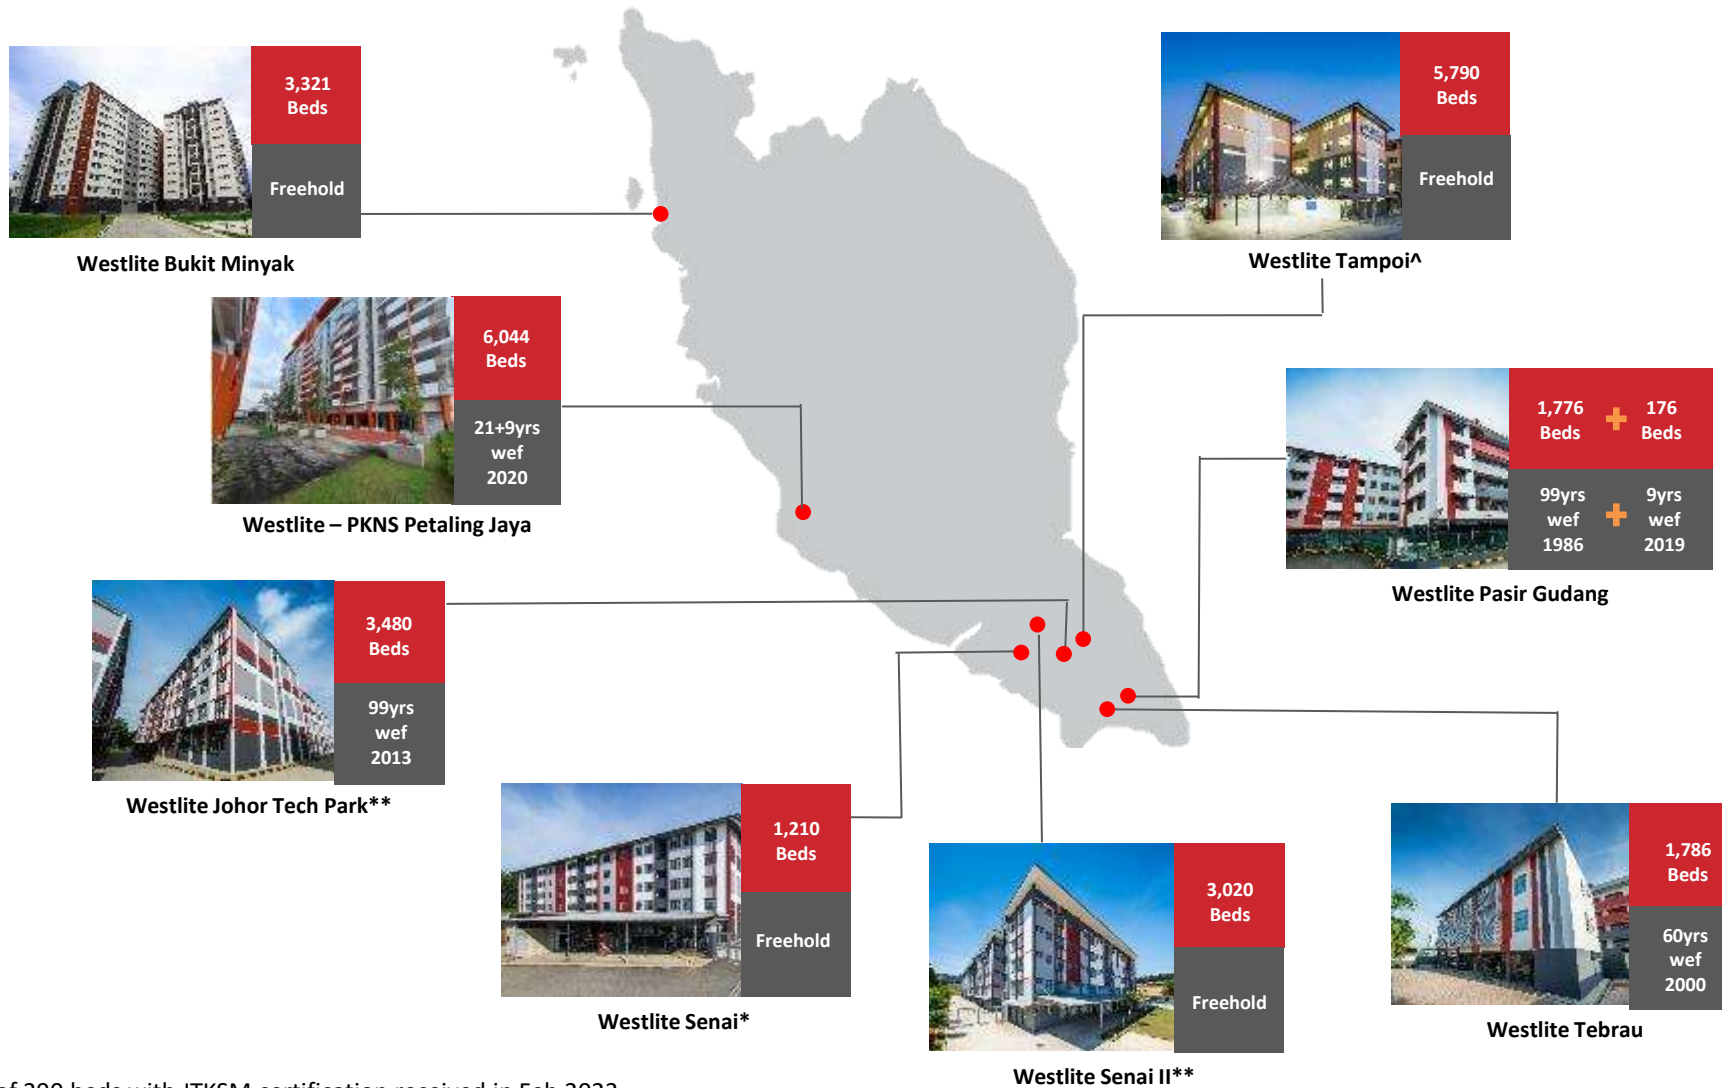 3,321
Beds
Freehold
Westlite Bukit Minyak
5,790
Beds
Freehold
Westlite Tampoi^
6,044
Beds
21+9yrs
wef
2020
Westlite – PKNS Petaling Jaya
1,776
Beds
+
176
Beds
99yrs
wef
1986
+
9yrs
wef
2019
Westlite Pasir Gudang
3,480
Beds
99yrs
wef
2013
Westlite Johor Tech Park**
1,210
Beds
Freehold
Westlite Senai*
3,020
Beds
Freehold
Westlite Senai II**
1,786
Beds
60yrs
wef
2000
Westlite Tebrau